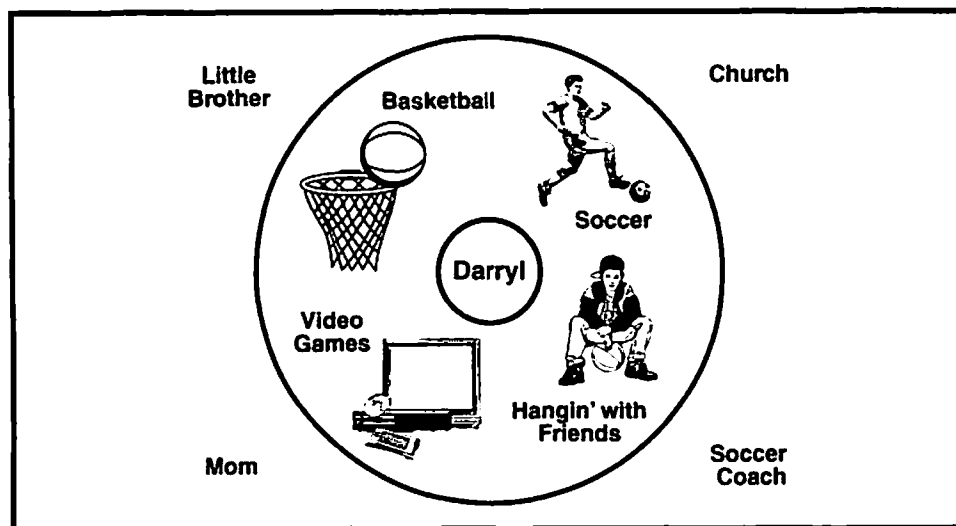 Little
Brother
Basketball
Church
Soccer
Darryl
Video
Games
Hangin' with
Friends
Mom
Soccer
Coach